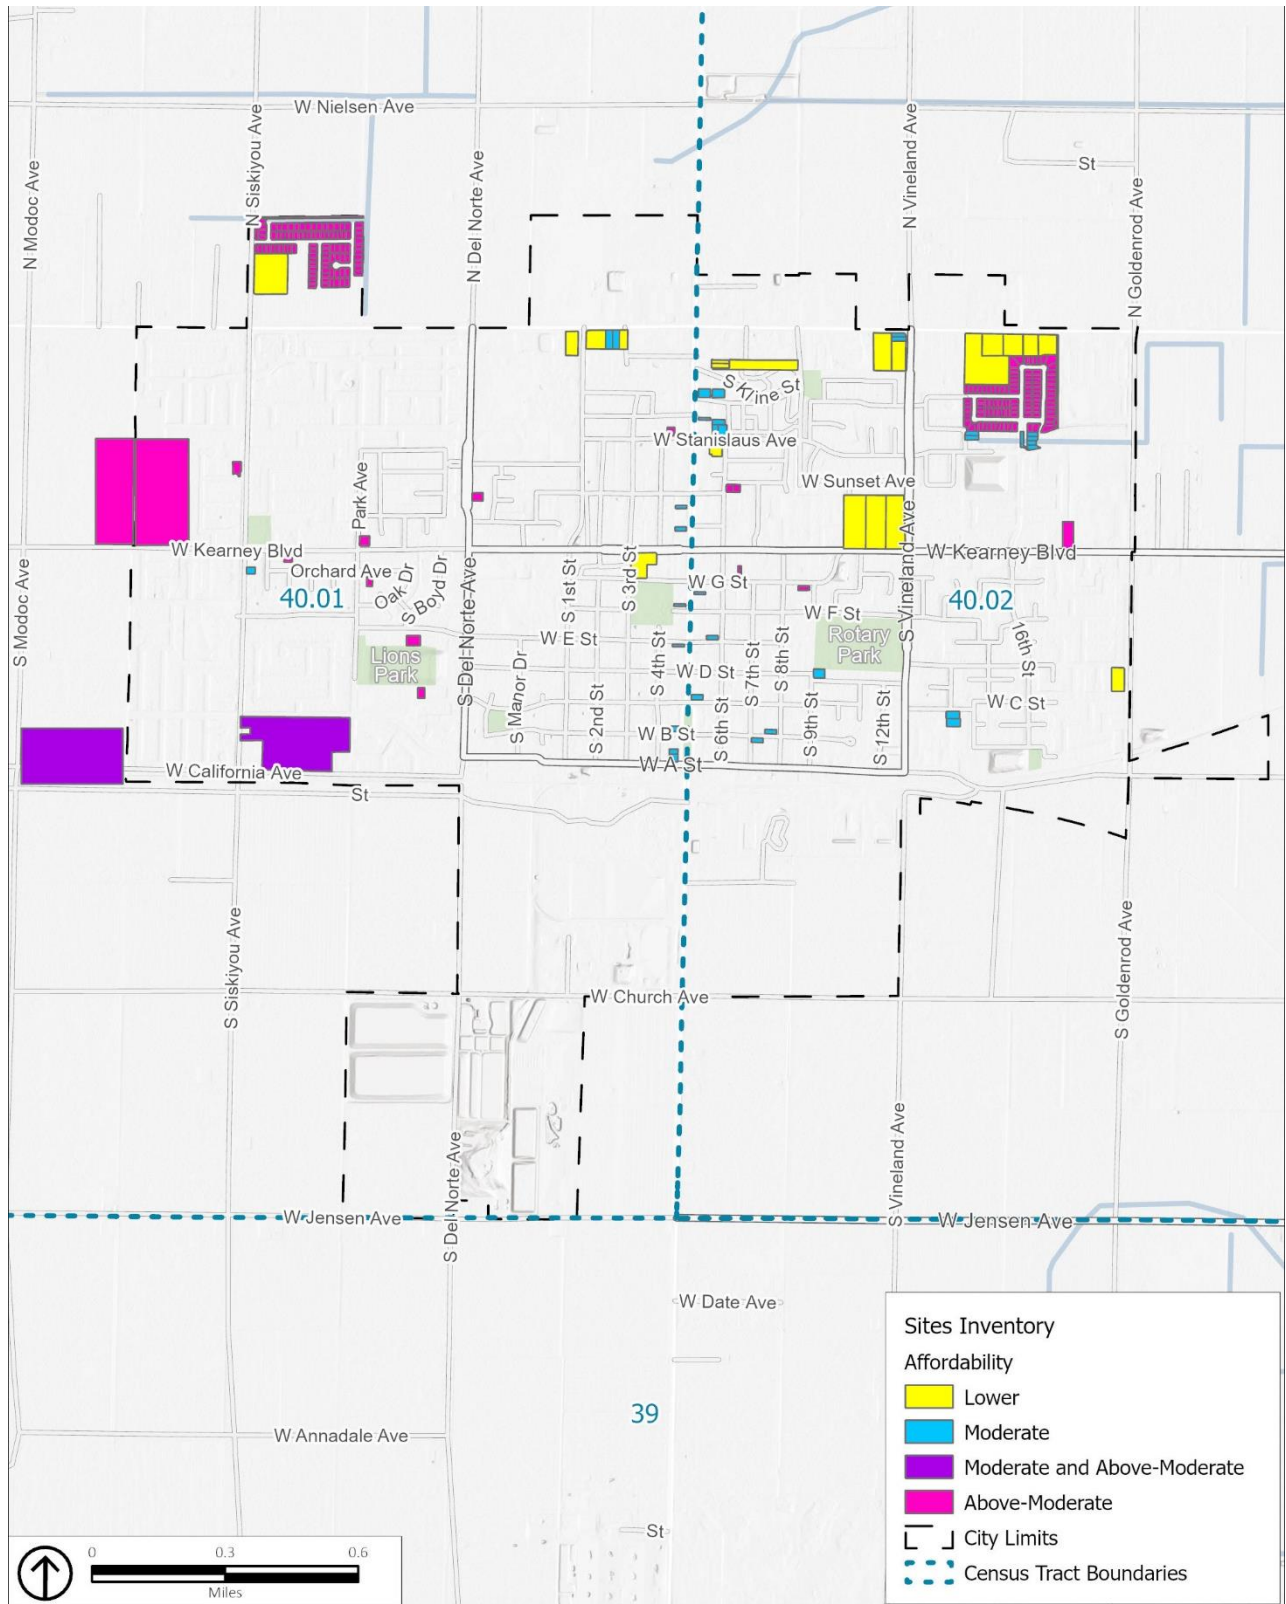 W Nielsen Ave
N Modoc Ave
N Siskiyou Ave
N Del Norte Ave
N Vineland Ave
St
N Goldenrod Ave
S Kline St
W Stanislaus Ave
W Sunset Ave
Park Ave
W Kearney Blvd
W Kearney Blvd
Orchard Ave
Oak Dr
S Boyd Dr
40.01
S Modoc Ave
S Del Norte Ave
S 1st St
S 3rd St
W G St
W F St
40.02
S Vineland Ave
W E St
Lions
Park
Rotary
Park
S 4th St
W D St
S 7th St
S 8th St
16th St
S Manor Dr
S 2nd St
W B St
S 6th St
S 9th St
S 12th St
W C St
W California Ave
W A St
St
S Siskiyou Ave
W Church Ave
S Goldenrod Ave
S Del Norte Ave
S Vineland Ave
W Jensen Ave
W Jensen Ave
W Date Ave
39
W Annadale Ave
St
Sites Inventory
Affordability
Lower
Moderate
Moderate and Above-Moderate
Above-Moderate
City Limits
Census Tract Boundaries
0 0.3 0.6
Miles